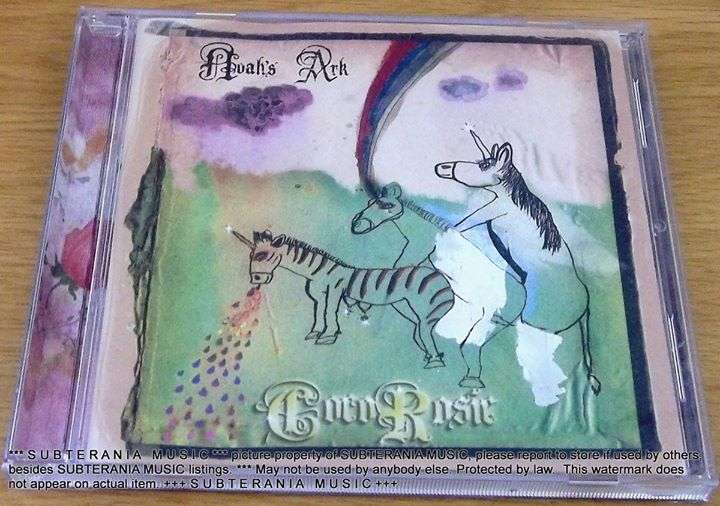 Noah's Ark
CocoRosie
*** S U B T E R A N I A   M U S I C *** picture property of SUBTERANIA MUSIC, please report to store if used by others,
besides SUBTERANIA MUSIC listings. *** May not be used by anybody else. Protected by law. This watermark does
not appear on actual item. +++ S U B T E R A N I A   M U S I C +++